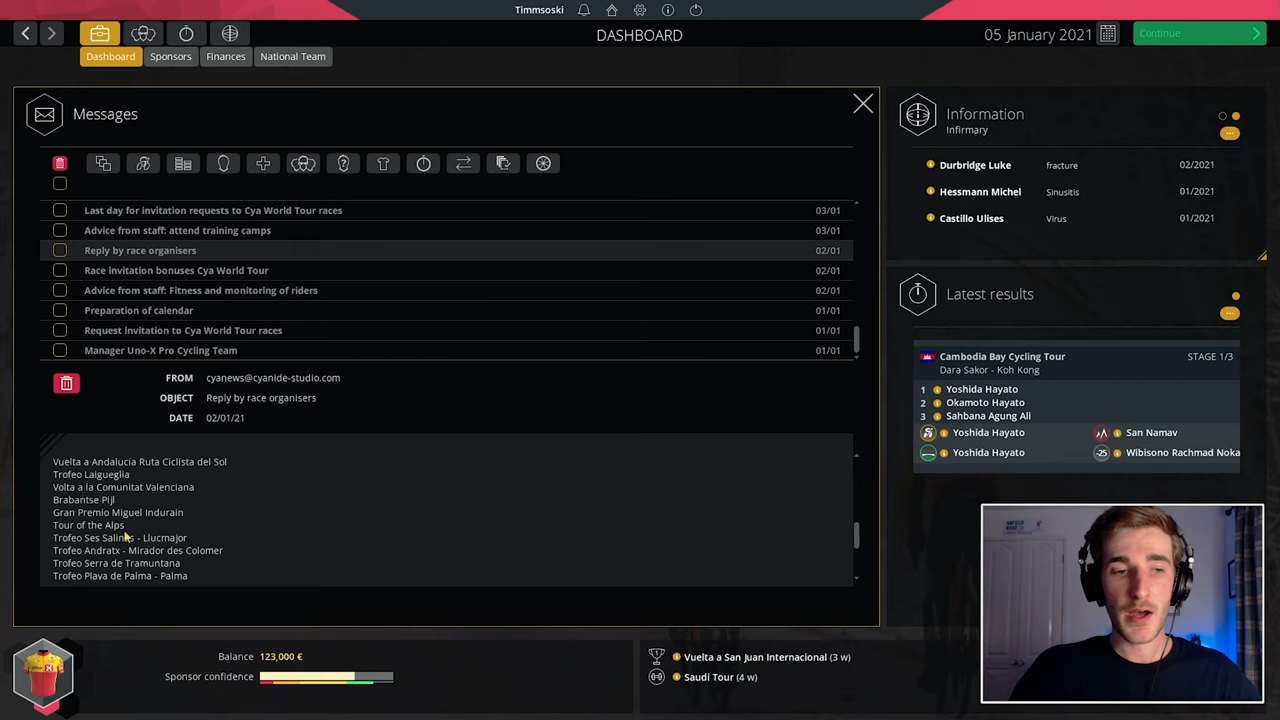 Timmsoski
DASHBOARD
05 January 2021
Continue
Dashboard
Sponsors
Finances
National Team
Messages
Last day for invitation requests to Cya World Tour races 03/01
Advice from staff: attend training camps 03/01
Reply by race organisers 02/01
Race invitation bonuses Cya World Tour 02/01
Advice from staff: Fitness and monitoring of riders 02/01
Preparation of calendar 01/01
Request invitation to Cya World Tour races 01/01
Manager Uno-X Pro Cycling Team 01/01
FROM cyanews@cyanide-studio.com
OBJECT Reply by race organisers
DATE 02/01/21
Vuelta a Andalucía Ruta Ciclista del Sol
Trofeo Laigueglia
Volta a la Comunitat Valenciana
Brabantse Pijl
Gran Premio Miguel Indurain
Tour of the Alps
Trofeo Ses Salines - Llucmajor
Trofeo Andratx - Mirador des Colomer
Trofeo Serra de Tramuntana
Trofeo Playa de Palma - Palma
Information
Infirmary
Durbridge Luke fracture 02/2021
Hessmann Michel Sinusitis 01/2021
Castillo Ulises Virus 01/2021
Latest results
Cambodia Bay Cycling Tour STAGE 1/3
Dara Sakor - Koh Kong
1 Yoshida Hayato
2 Okamoto Hayato
3 Sahbana Agung Ali
Yoshida Hayato San Namav
Yoshida Hayato -25 Wibisono Rachmad Noka
Balance 123,000 €
Sponsor confidence
Vuelta a San Juan Internacional (3 w)
Saudi Tour (4 w)